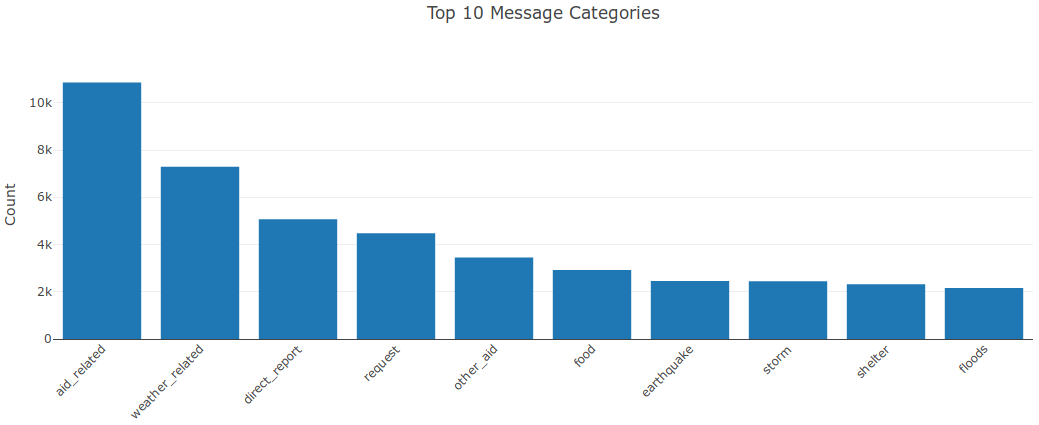 Top 10 Message Categories
Count
10k
8k
6k
4k
2k
0
aid_related
weather_related
direct_report
request
other_aid
food
earthquake
storm
shelter
floods